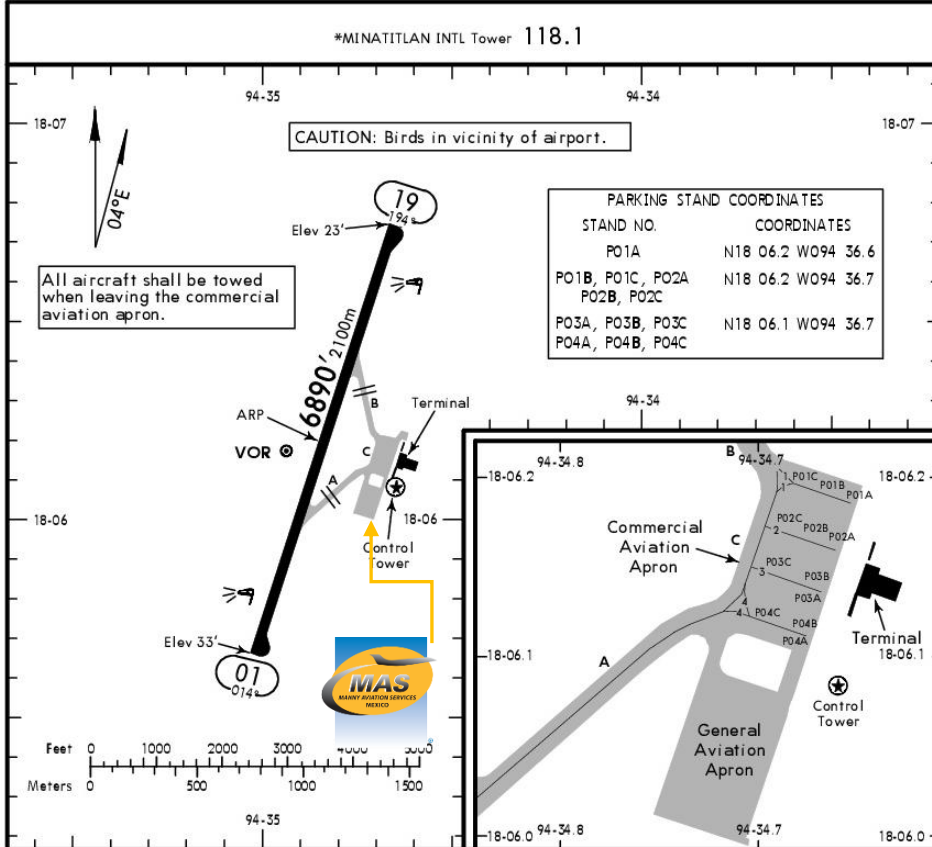 *MINATITLAN INTL Tower 118.1
94-35
94-34
18-07
18-07
CAUTION: Birds in vicinity of airport.
04°E
19
194°
Elev 23'
PARKING STAND COORDINATES
STAND NO.
COORDINATES
P01A
N18 06.2 W094 36.6
P01B, P01C, P02A
N18 06.2 W094 36.7
P02B, P02C
P03A, P03B, P03C
N18 06.1 W094 36.7
P04A, P04B, P04C
All aircraft shall be towed
when leaving the commercial
aviation apron.
6890' 2100m
94-34
B
Terminal
ARP
VOR
C
A
18-06
18-06
Control
Tower
Elev 33'
01
014°
MAS
MANNY AVIATION SERVICES
MEXICO
®
Feet 0 1000 2000 3000 4000 5000
Meters 0 500 1000 1500
94-35
B
94-34.8
94-34.7
18-06.2
18-06.2
1
P01C
P01B
P01A
1
Commercial
Aviation
Apron
C
P02C
P02B
P02A
2
P03C
P03B
P03A
3
4
4
P04C
P04B
P04A
Terminal
18-06.1
18-06.1
A
Control
Tower
General
Aviation
Apron
18-06.0
94-34.8
94-34.7
18-06.0